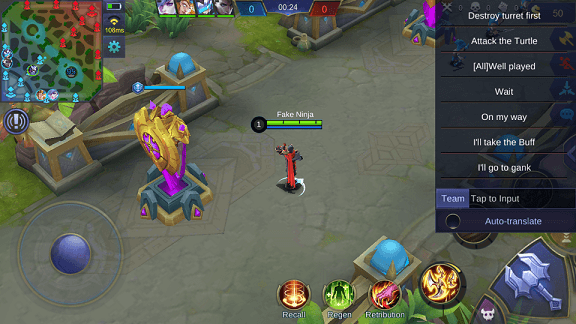 106ms
0
00:24
0
50
Destroy turret first
Attack the Turtle
[All]Well played
Wait
On my way
I'll take the Buff
I'll go to gank
Team
Tap to Input
Auto-translate
Fake Ninja
1
Recall
Regen
Retribution